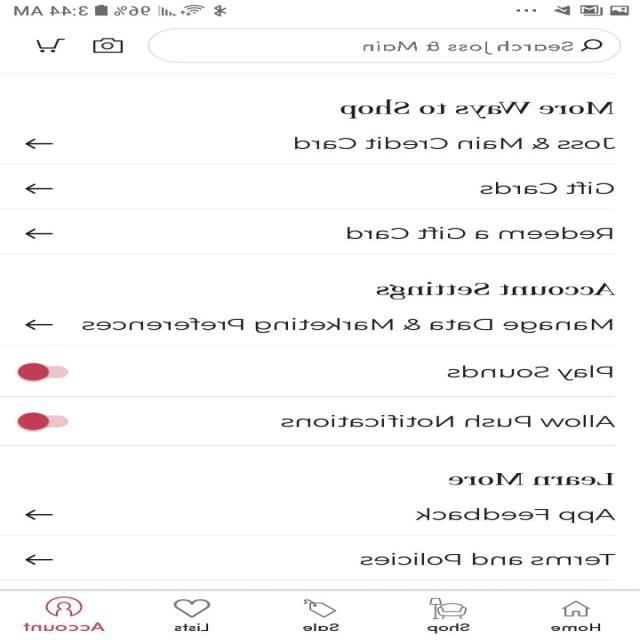 3:44 AM 96%
Search Joss & Main
More Ways to Shop
Joss & Main Credit Card
Gift Cards
Redeem a Gift Card
Account Settings
Manage Data & Marketing Preferences
Play Sounds
Allow Push Notifications
Learn More
App Feedback
Terms and Policies
Home Shop Sale Lists Account